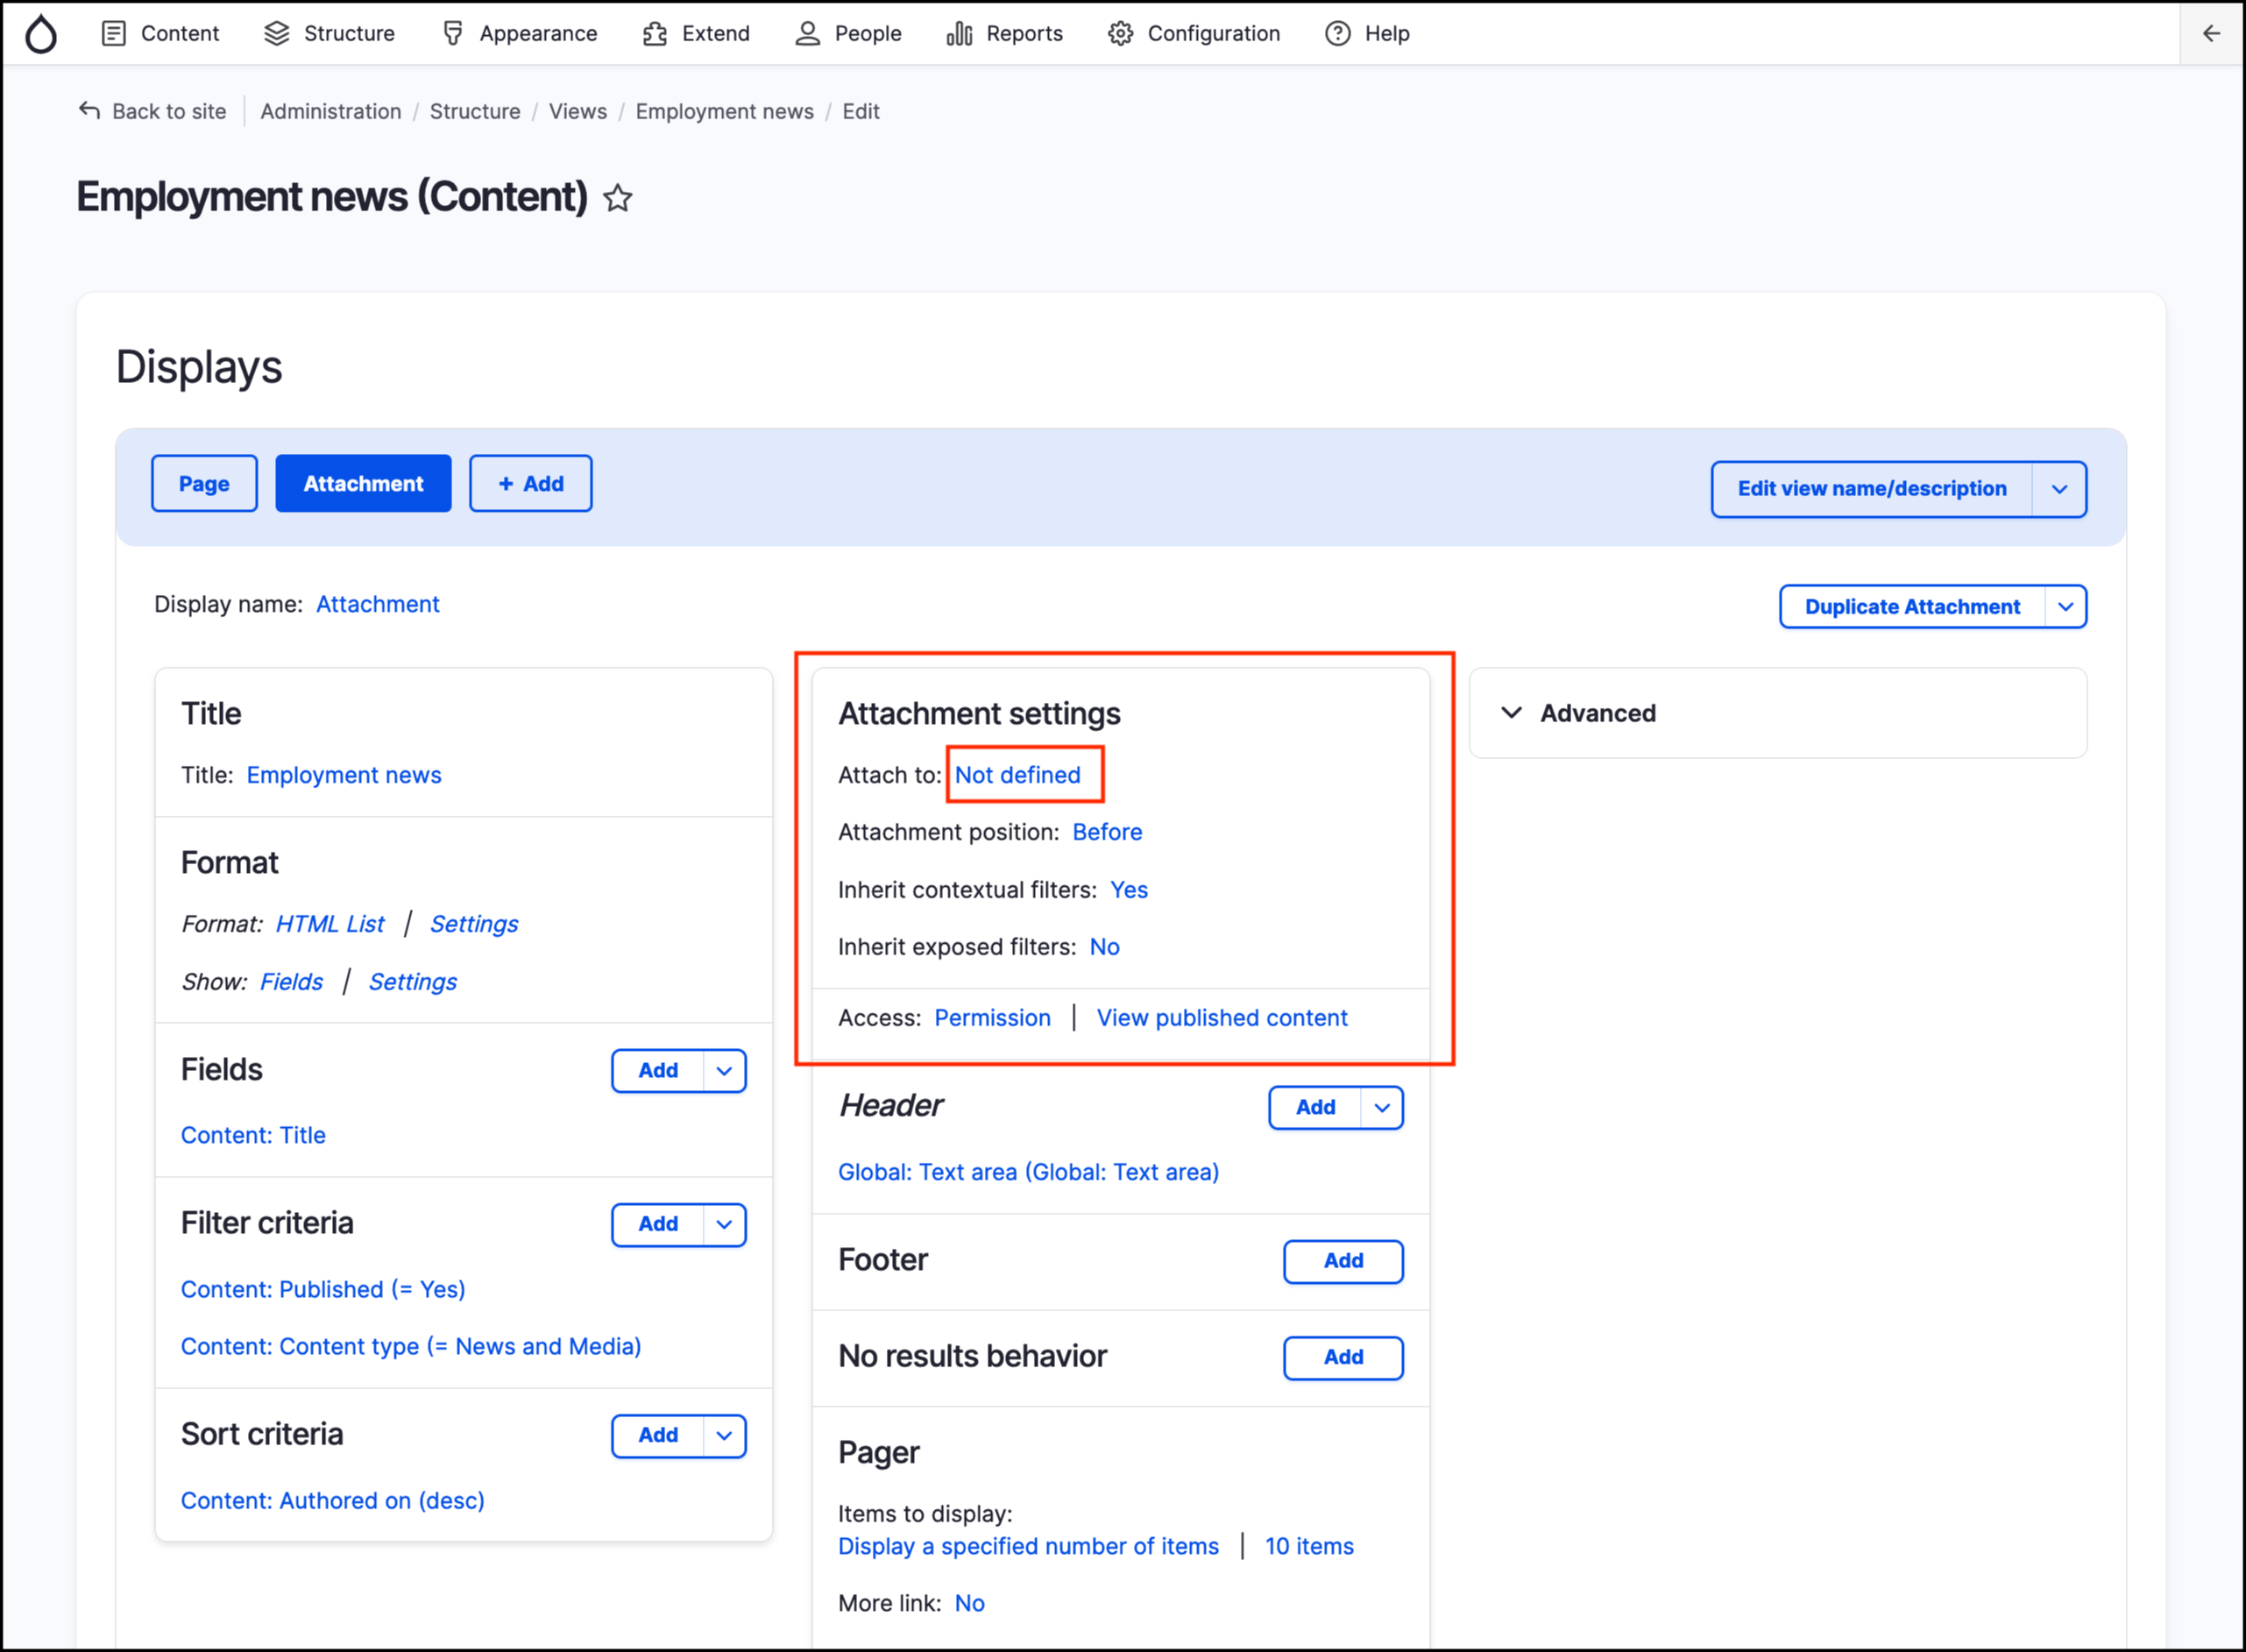 Content Structure Appearance Extend People Reports Configuration Help
Back to site Administration / Structure / Views / Employment news / Edit
Employment news (Content)
Displays
Page Attachment + Add Edit view name/description
Display name: Attachment Duplicate Attachment
Title
Title: Employment news
Format
Format: HTML List | Settings
Show: Fields | Settings
Fields Add
Content: Title
Filter criteria Add
Content: Published (= Yes)
Content: Content type (= News and Media)
Sort criteria Add
Content: Authored on (desc)
Attachment settings
Attach to: Not defined
Attachment position: Before
Inherit contextual filters: Yes
Inherit exposed filters: No
Access: Permission | View published content
Header Add
Global: Text area (Global: Text area)
Footer Add
No results behavior Add
Pager
Items to display:
Display a specified number of items | 10 items
More link: No
Advanced